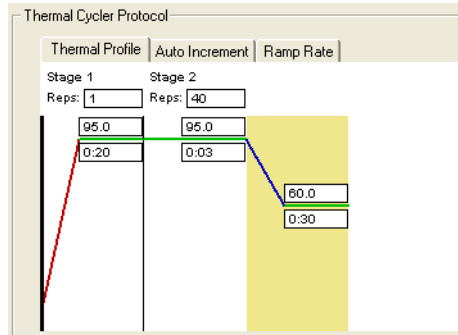 Thermal Cycler Protocol
Thermal Profile Auto Increment Ramp Rate
Stage 1 Stage 2
Reps: 1 Reps: 40
95.0 95.0
0:20 0:03
60.0
0:30